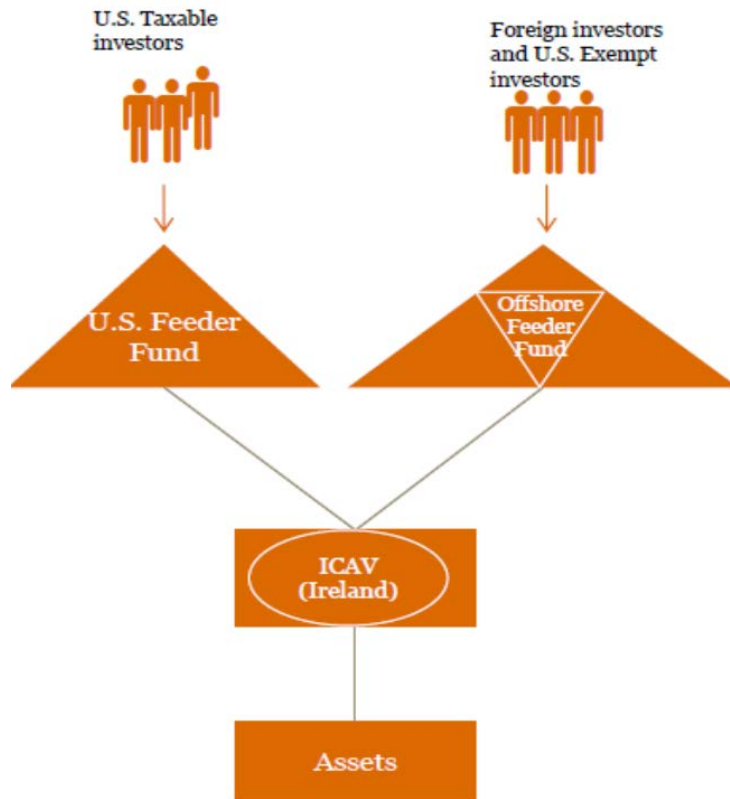 U.S. Taxable
investors
Foreign investors
and U.S. Exempt
investors
U.S. Feeder
Fund
Offshore
Feeder
Fund
ICAV
(Ireland)
Assets